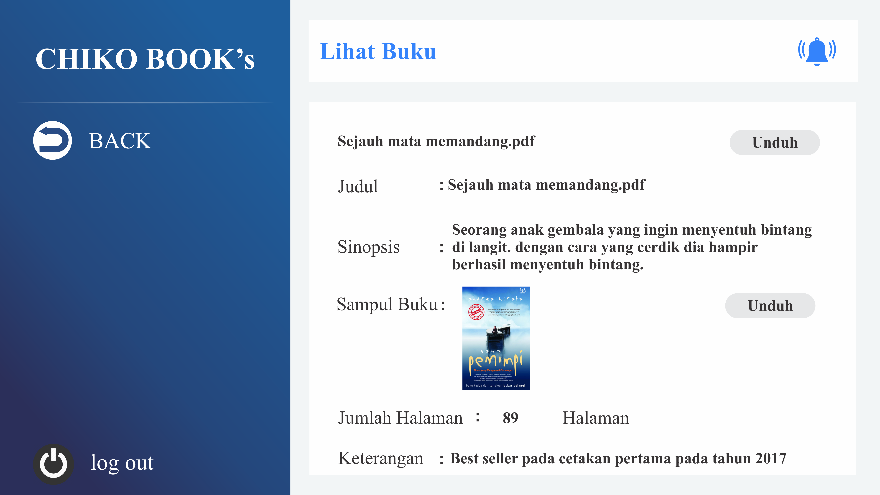 CHIKO BOOK's
BACK
log out
Lihat Buku
Sejauh mata memandang.pdf
Unduh
Judul : Sejauh mata memandang.pdf
Sinopsis : Seorang anak gembala yang ingin menyentuh bintang
di langit. dengan cara yang cerdik dia hampir
berhasil menyentuh bintang.
Sampul Buku :
pemimpi
Unduh
Jumlah Halaman : 89 Halaman
Keterangan : Best seller pada cetakan pertama pada tahun 2017